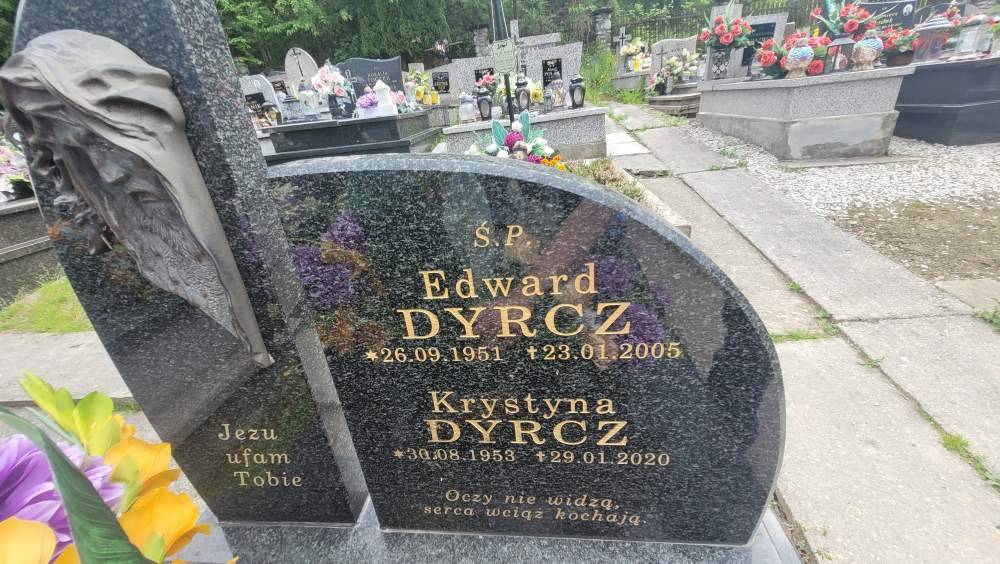 Ś.P.
Edward
DYRCZ
★26.09.1951 ✝23.01.2005
Krystyna
DYRCZ
★30.08.1953 ✝29.01.2020
Oczy nie widzą,
serca wciąż kochają.
Jezu
ufam
Tobie